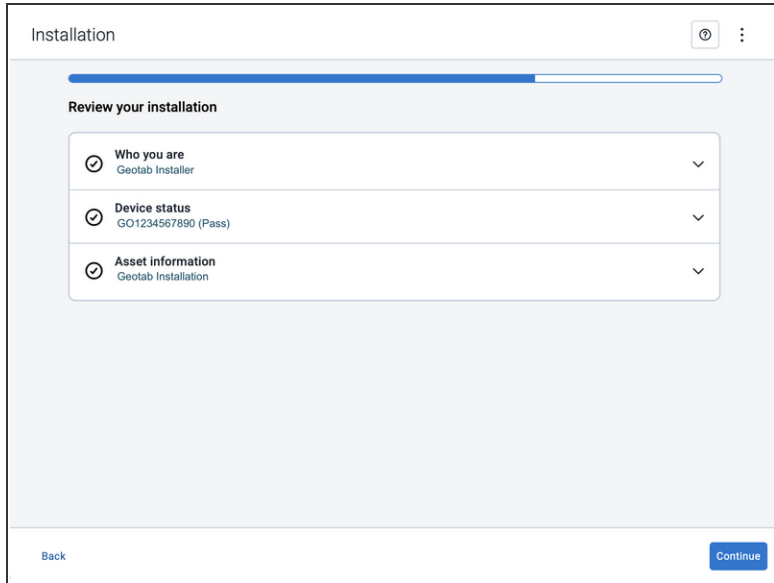 Installation
Review your installation
Who you are
Geotab Installer
Device status
GO1234567890 (Pass)
Asset information
Geotab Installation
Back
Continue